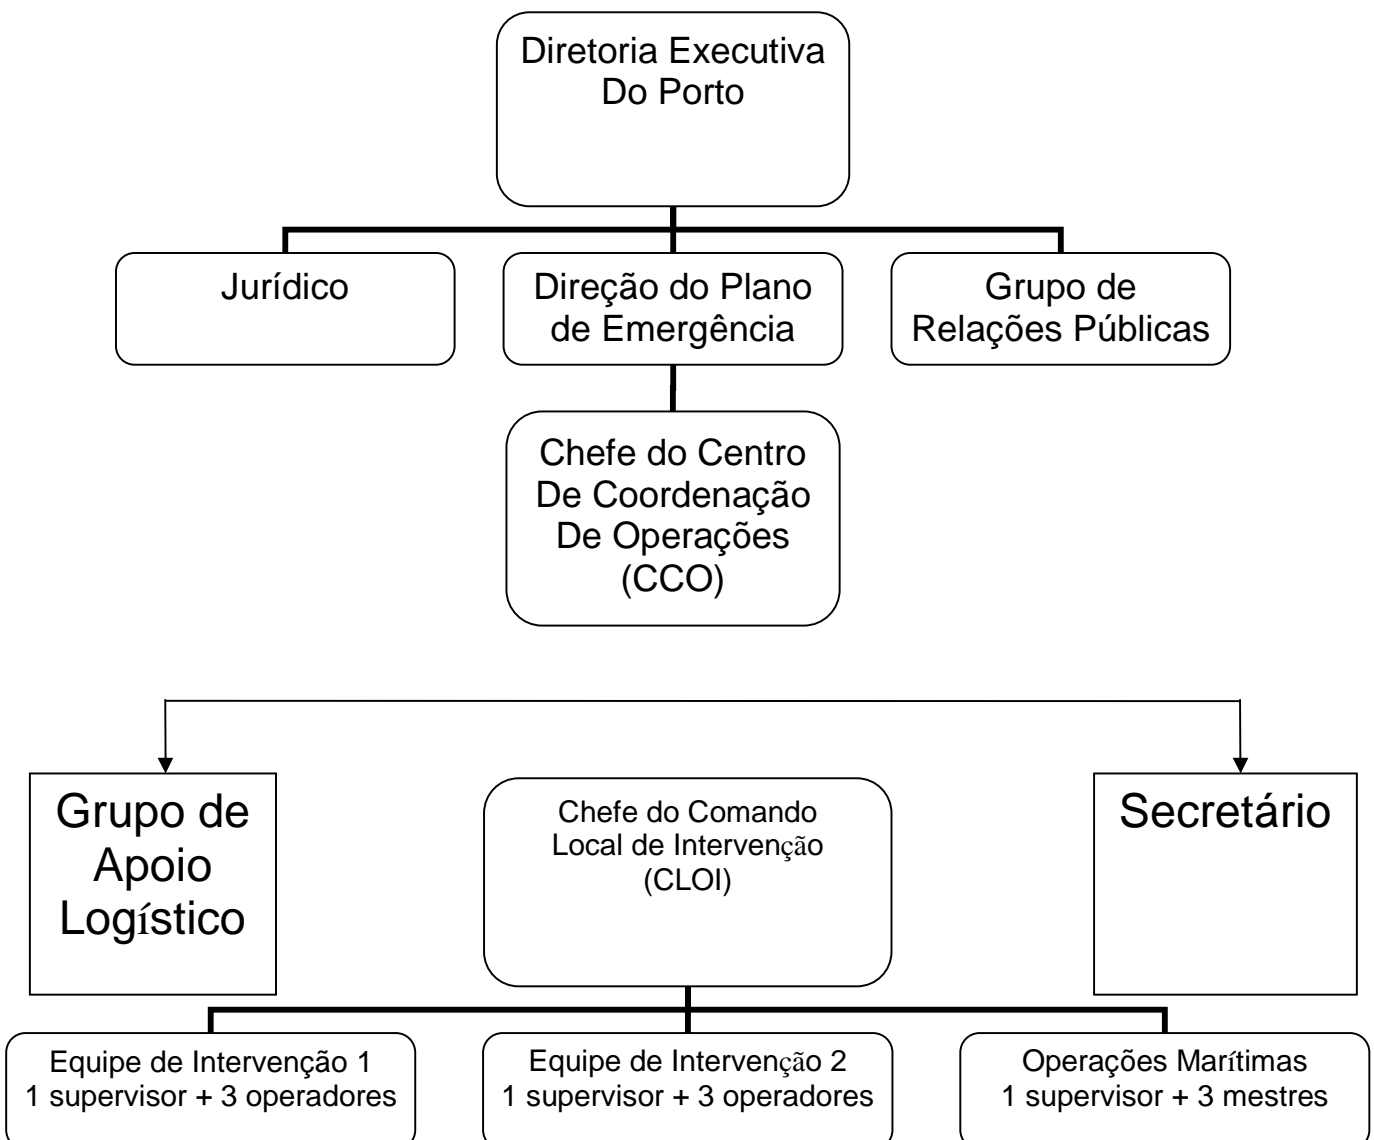 Diretoria Executiva
Do Porto
Jurídico
Direção do Plano
de Emergência
Grupo de
Relações Públicas
Chefe do Centro
De Coordenação
De Operações
(CCO)
Grupo de
Apoio
Logístico
Chefe do Comando
Local de Intervenção
(CLOI)
Secretário
Equipe de Intervenção 1
1 supervisor + 3 operadores
Equipe de Intervenção 2
1 supervisor + 3 operadores
Operações Marítimas
1 supervisor + 3 mestres